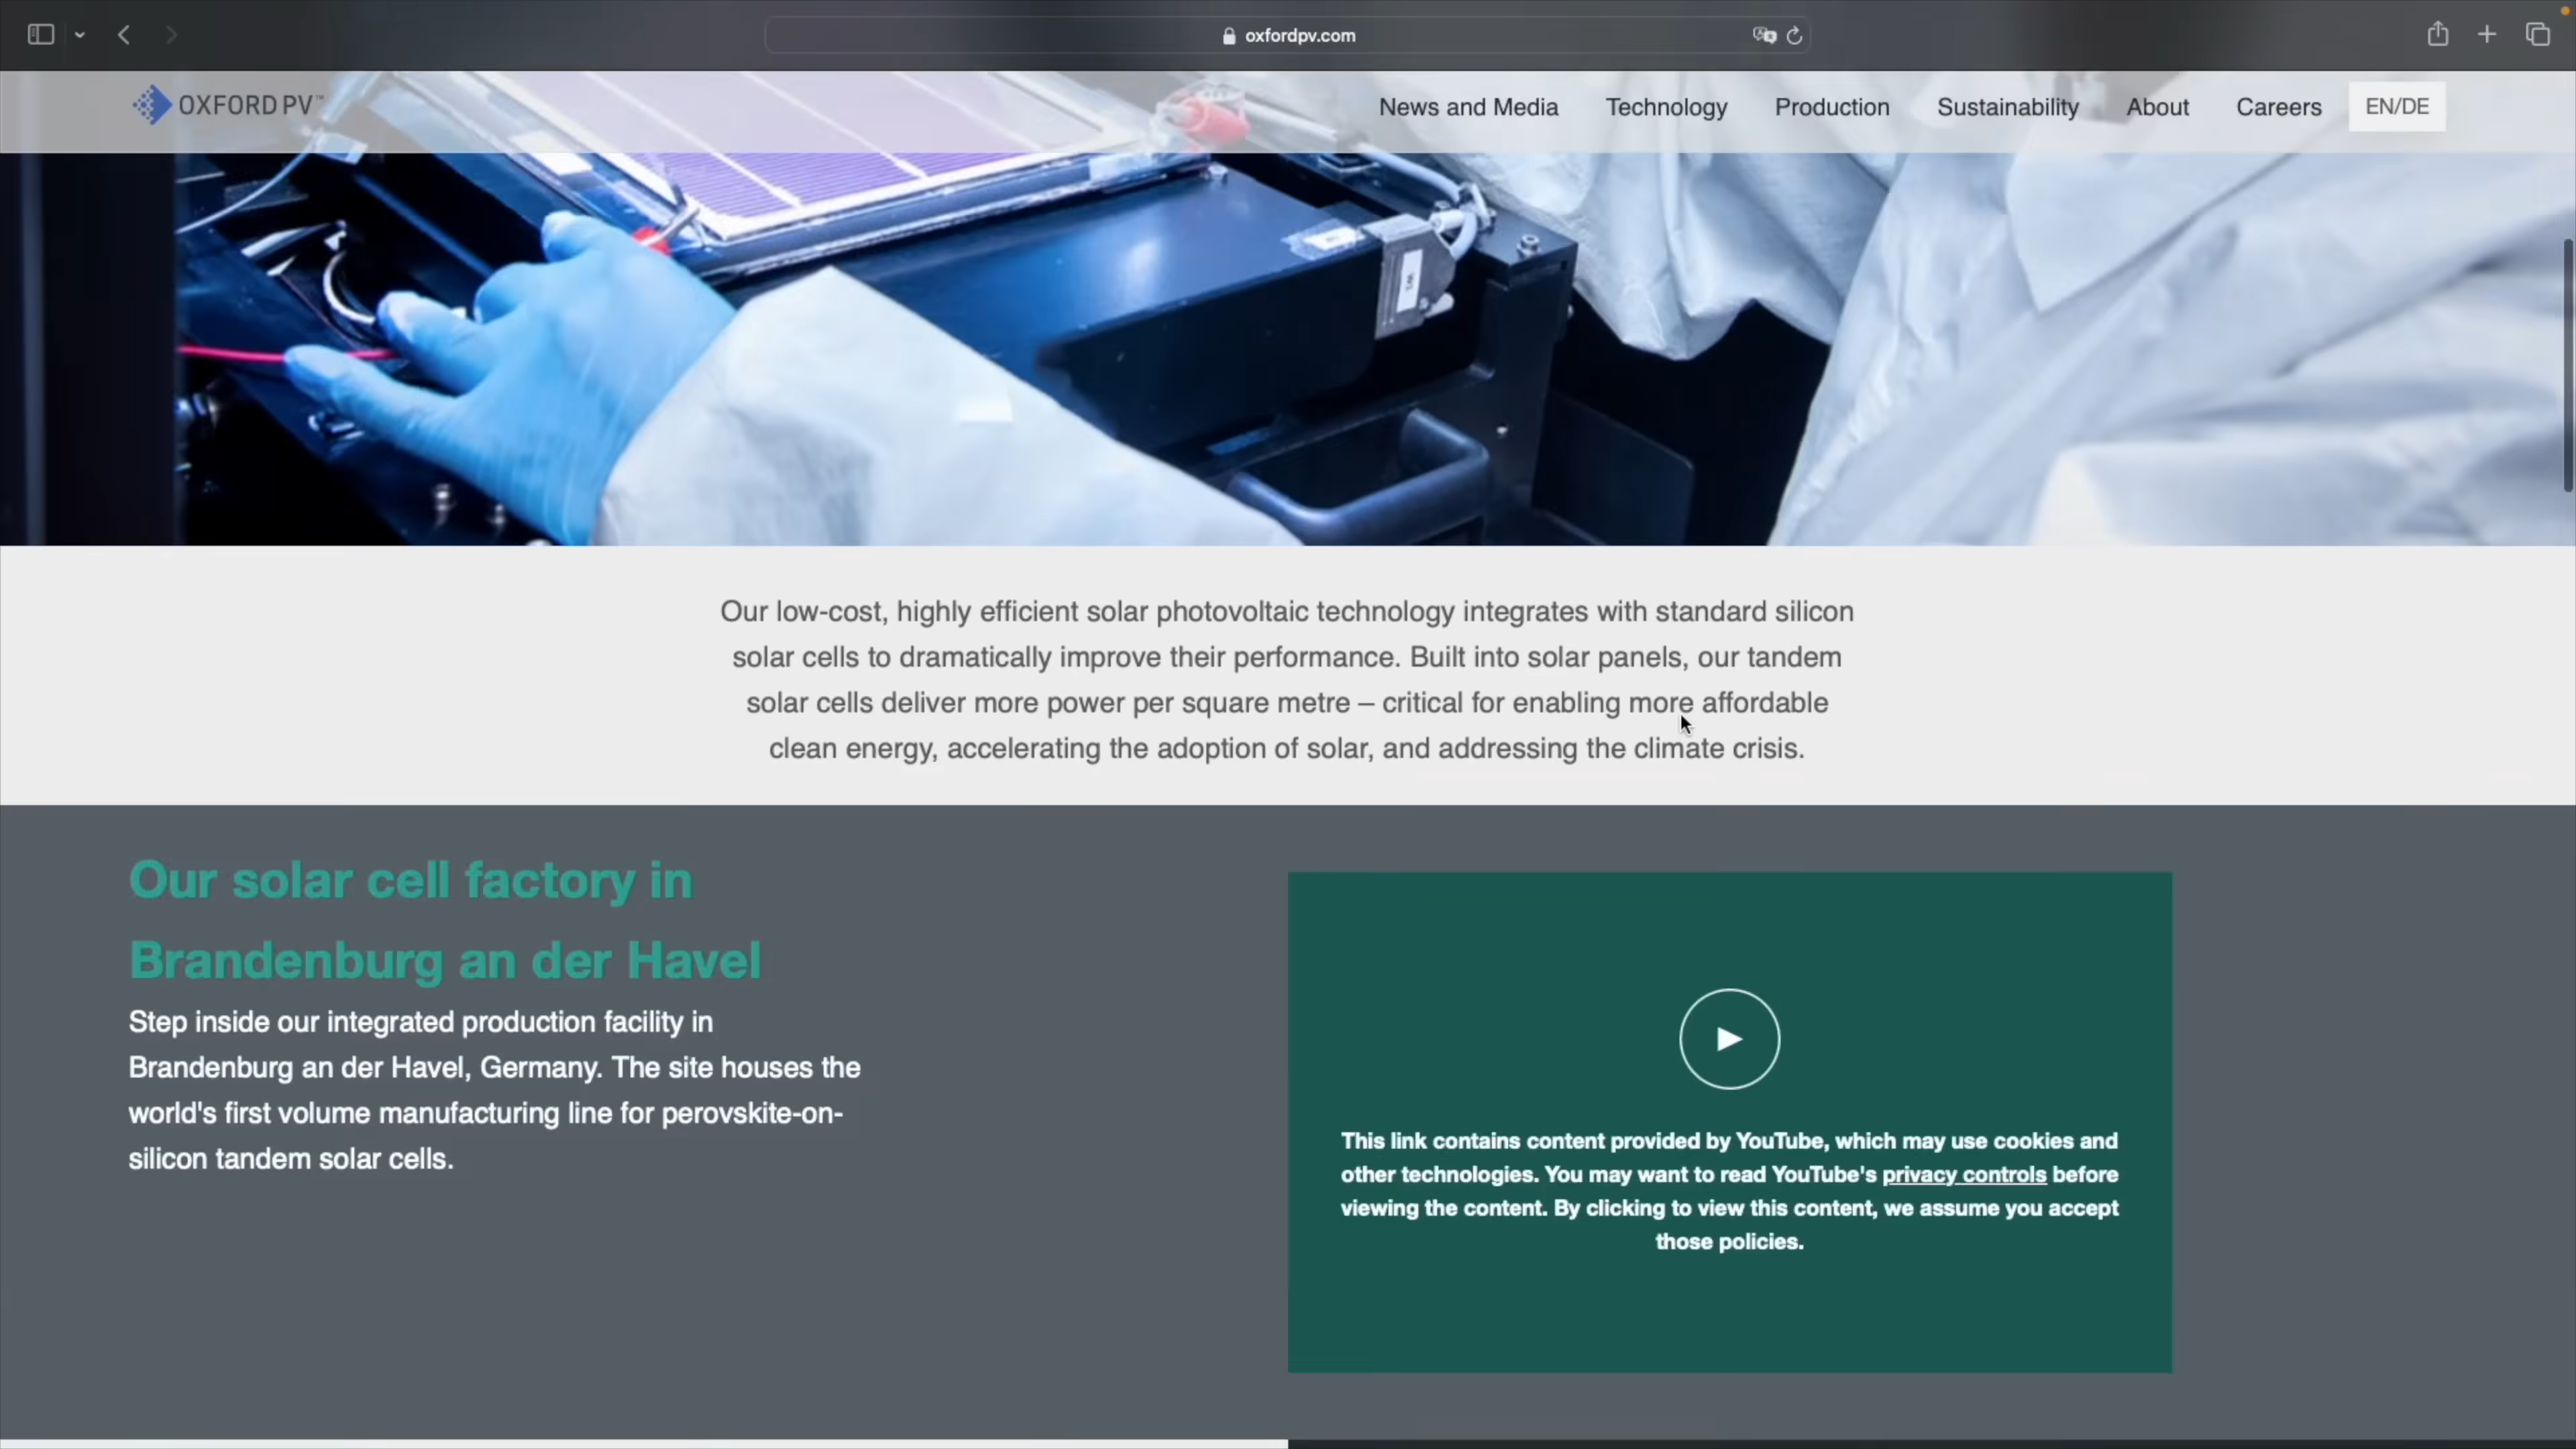 oxfordpv.com
OXFORD PV™
News and Media
Technology
Production
Sustainability
About
Careers
EN/DE
Our low-cost, highly efficient solar photovoltaic technology integrates with standard silicon
solar cells to dramatically improve their performance. Built into solar panels, our tandem
solar cells deliver more power per square metre – critical for enabling more affordable
clean energy, accelerating the adoption of solar, and addressing the climate crisis.
Our solar cell factory in
Brandenburg an der Havel
Step inside our integrated production facility in
Brandenburg an der Havel, Germany. The site houses the
world's first volume manufacturing line for perovskite-on-
silicon tandem solar cells.
This link contains content provided by YouTube, which may use cookies and
other technologies. You may want to read YouTube's privacy controls before
viewing the content. By clicking to view this content, we assume you accept
those policies.